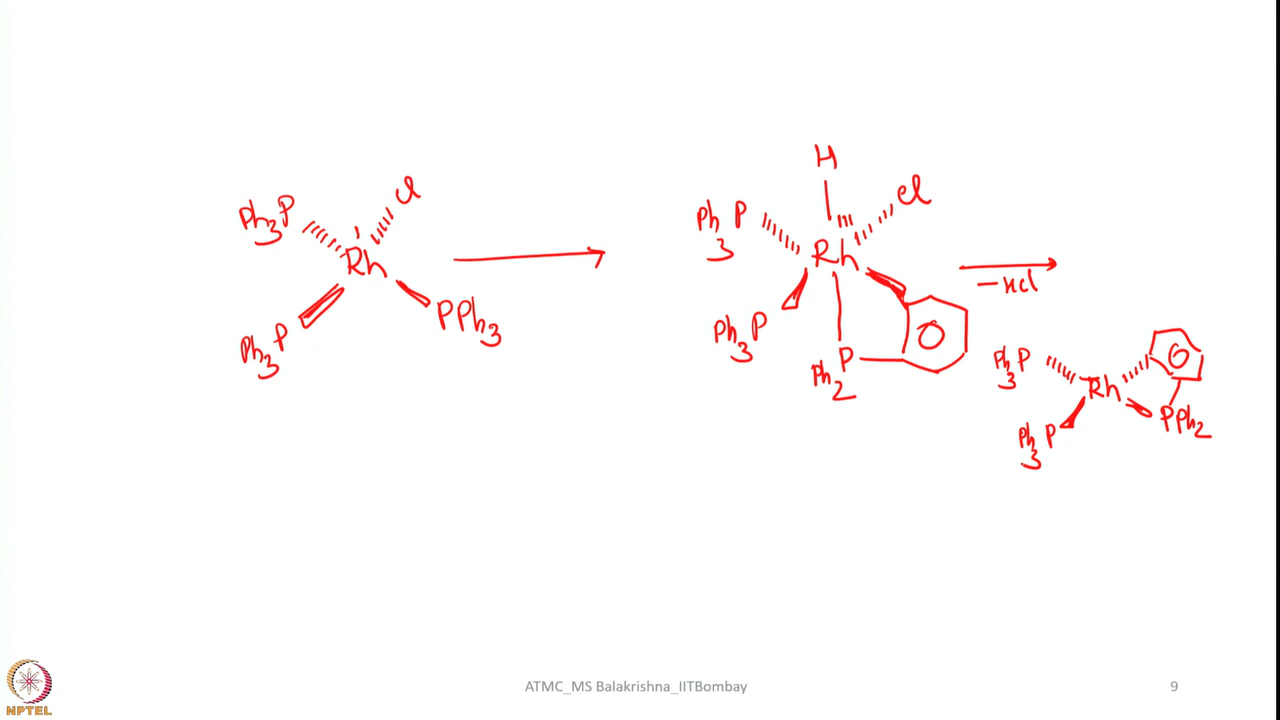 Ph3P Cl
Rh
Ph3P PPh3
H
Ph3P Cl
Rh
Ph3P
Ph2P
-HCl
Ph3P Rh
Ph3P PPh2
NPTEL
ATMC_MS Balakrishna_IITBombay 9